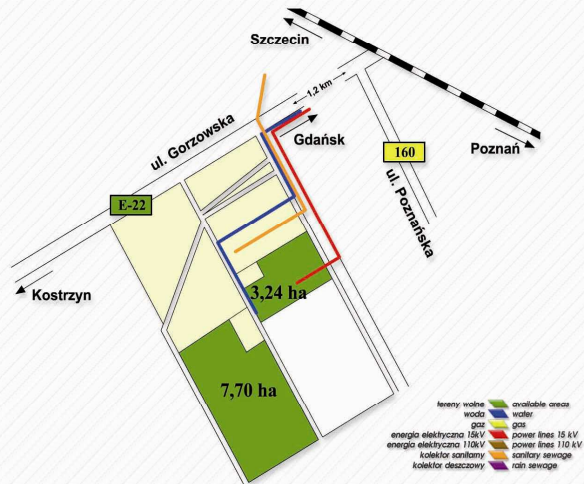 Szczecin
1,2 km
ul. Gorzowska
Gdańsk
160
Poznań
ul. Poznańska
E-22
Kostrzyn
3,24 ha
7,70 ha
tereny wolne available areas
woda water
gaz gas
energia elektryczna 15kV power lines 15 kV
energia elektryczna 110kV power lines 110 kV
kolektor sanitarny sanitary sewage
kolektor deszczowy rain sewage